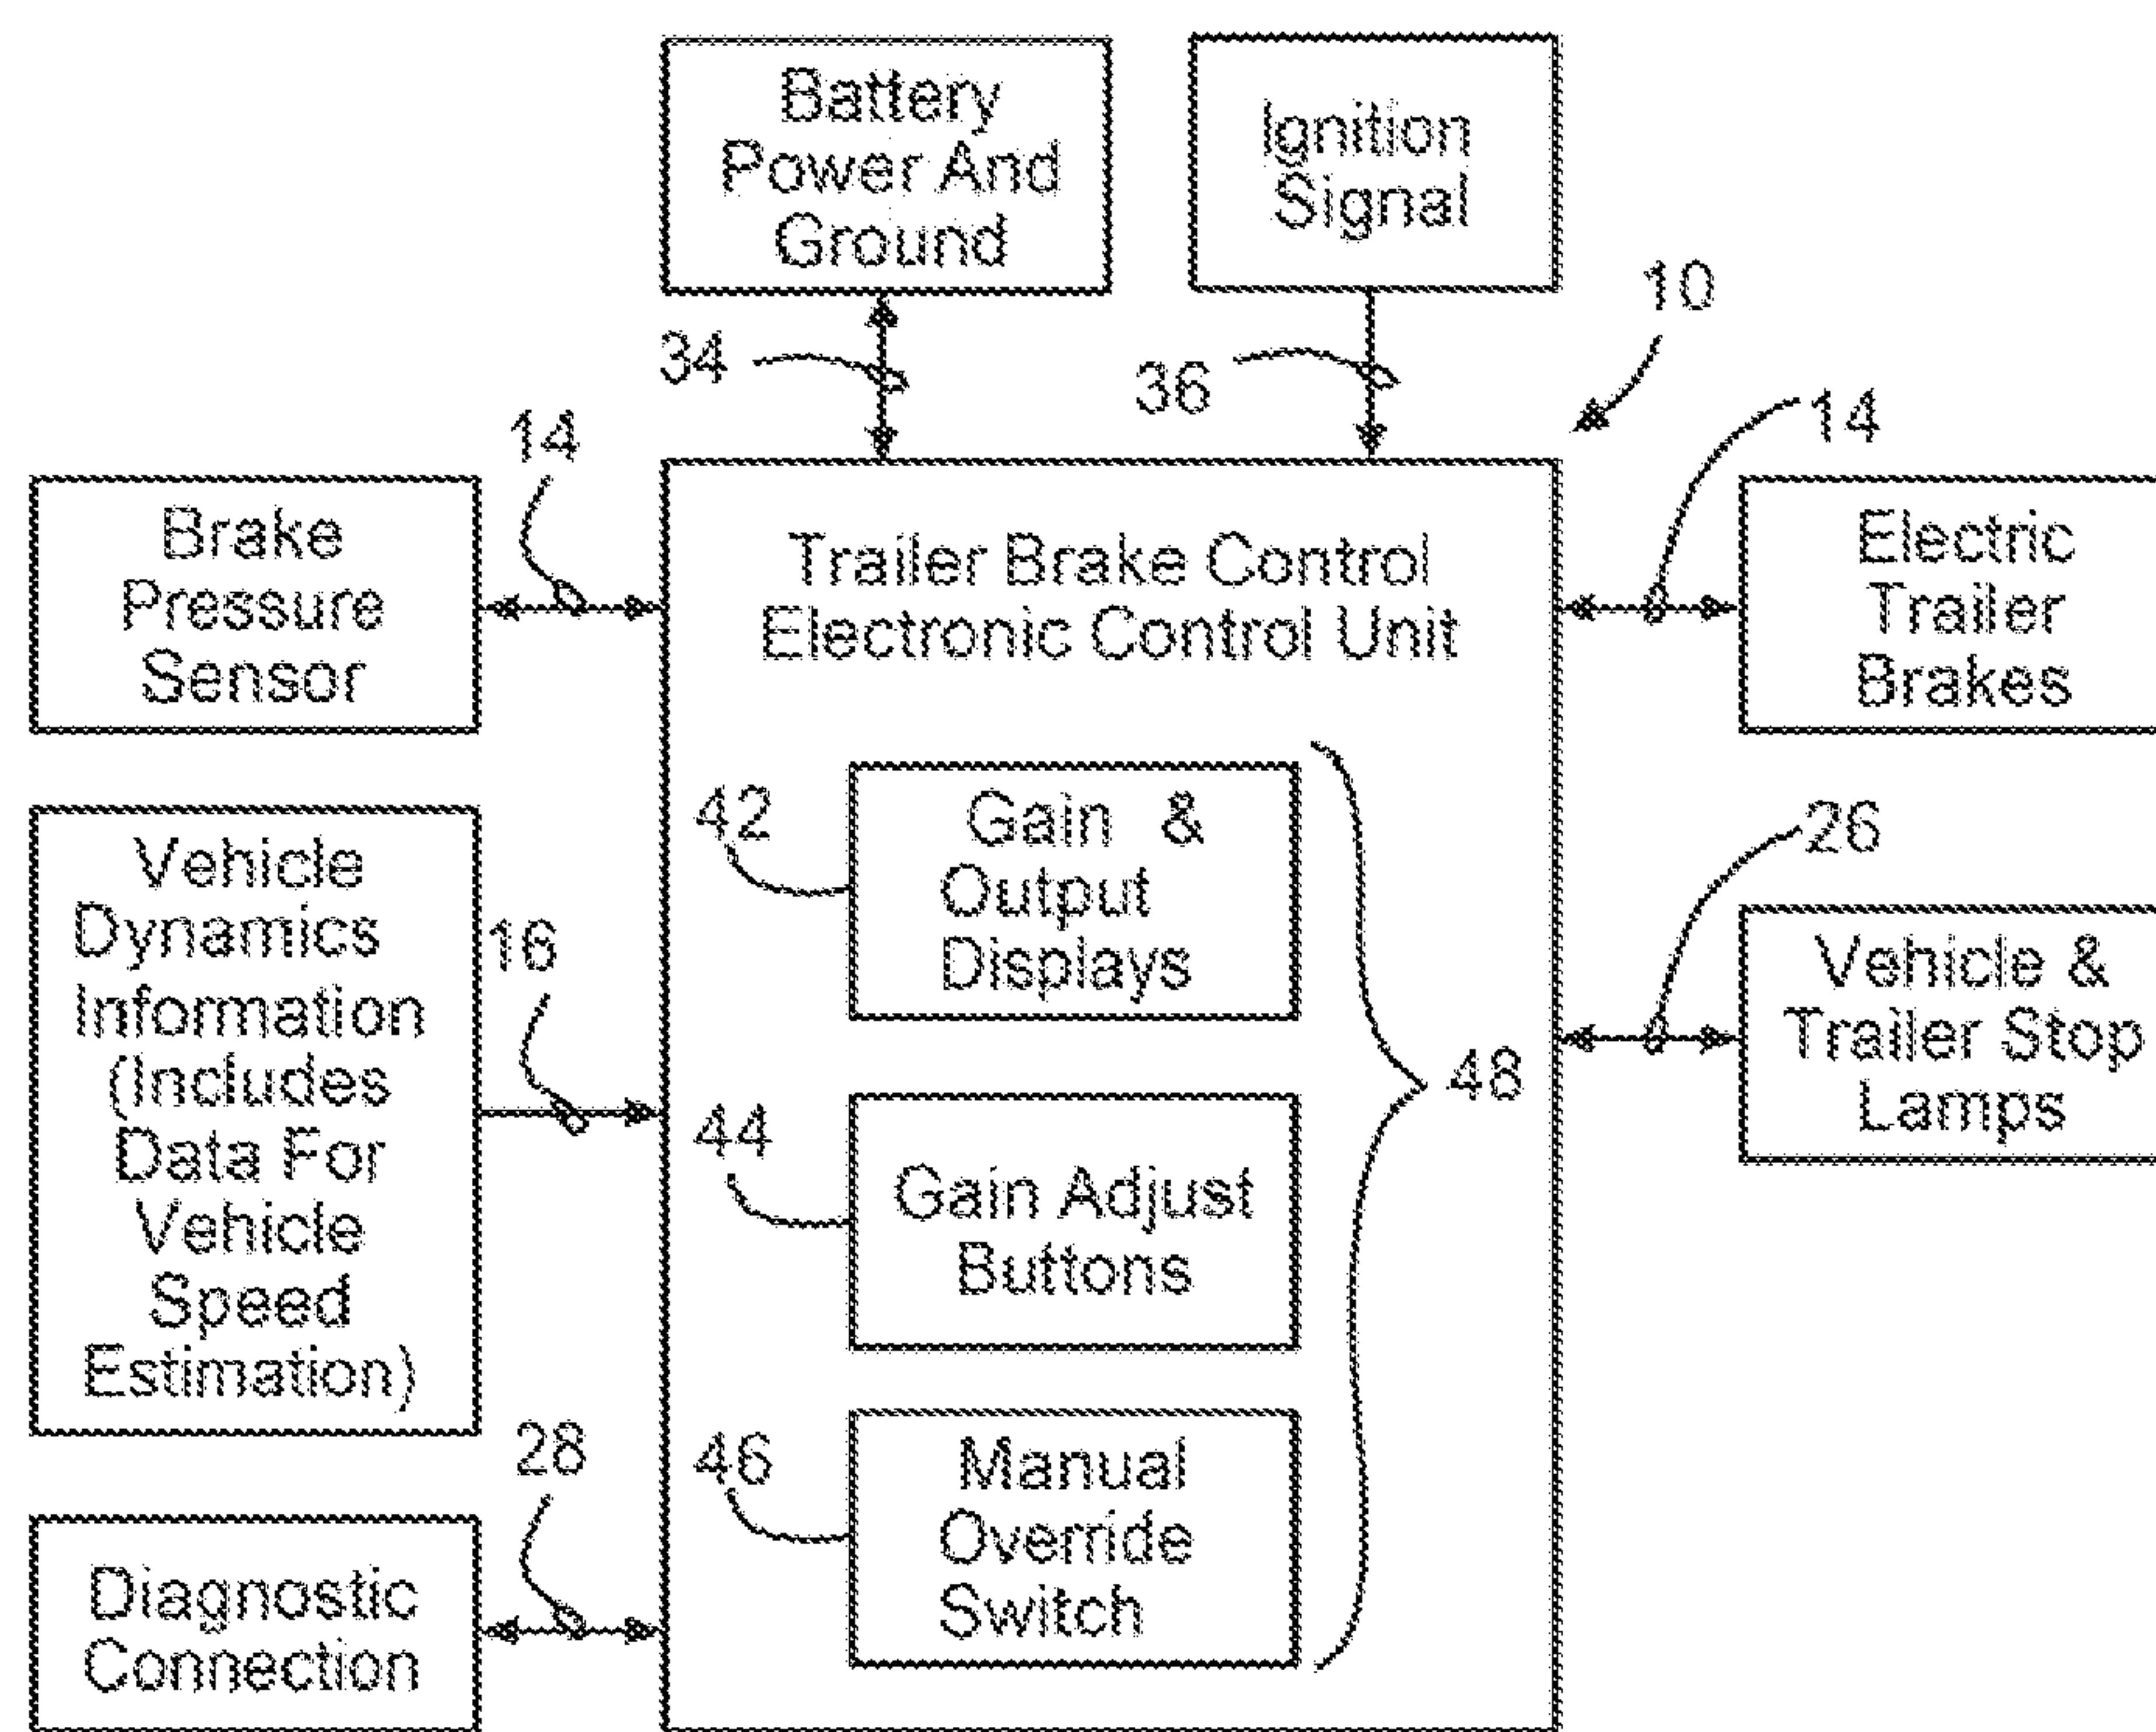 Battery
Power And
Ground
Ignition
Signal
10
34
36
14
14
Brake
Pressure
Sensor
Trailer Brake Control
Electronic Control Unit
Electric
Trailer
Brakes
Vehicle
Dynamics
Information
(Includes
Data For
Vehicle
Speed
Estimation)
16
42
Gain &
Output
Displays
26
Vehicle &
Trailer Stop
Lamps
48
44
Gain Adjust
Buttons
28
46
Manual
Override
Switch
Diagnostic
Connection